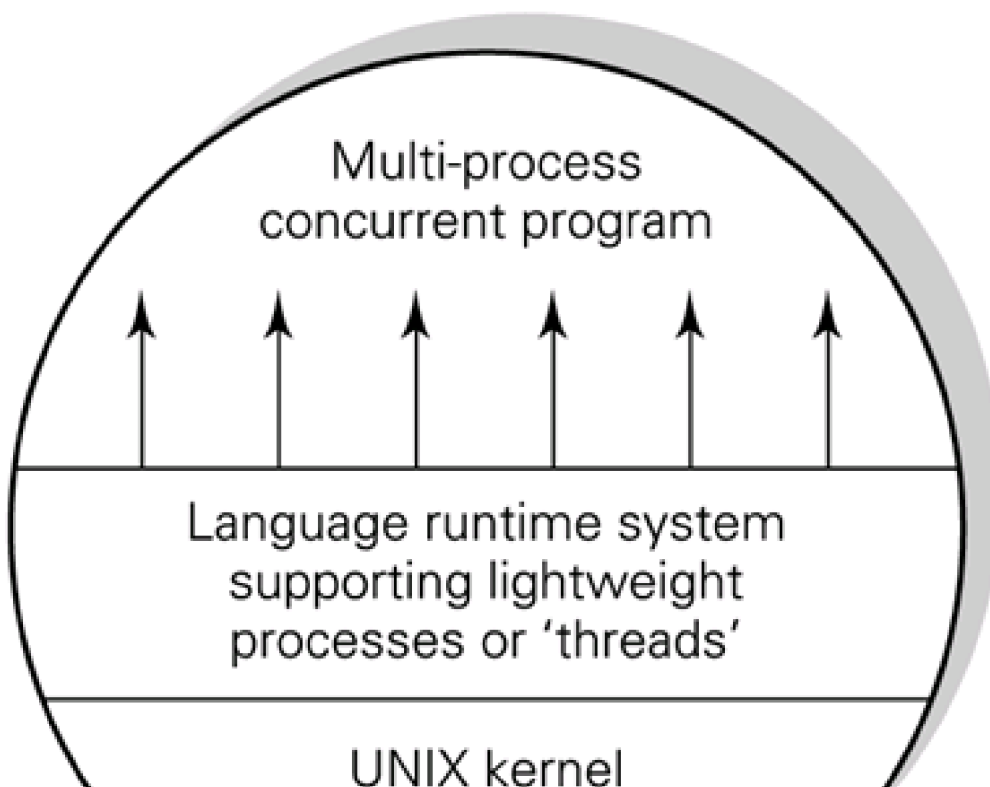 Multi-process
concurrent program
Language runtime system
supporting lightweight
processes or ‘threads’
UNIX kernel